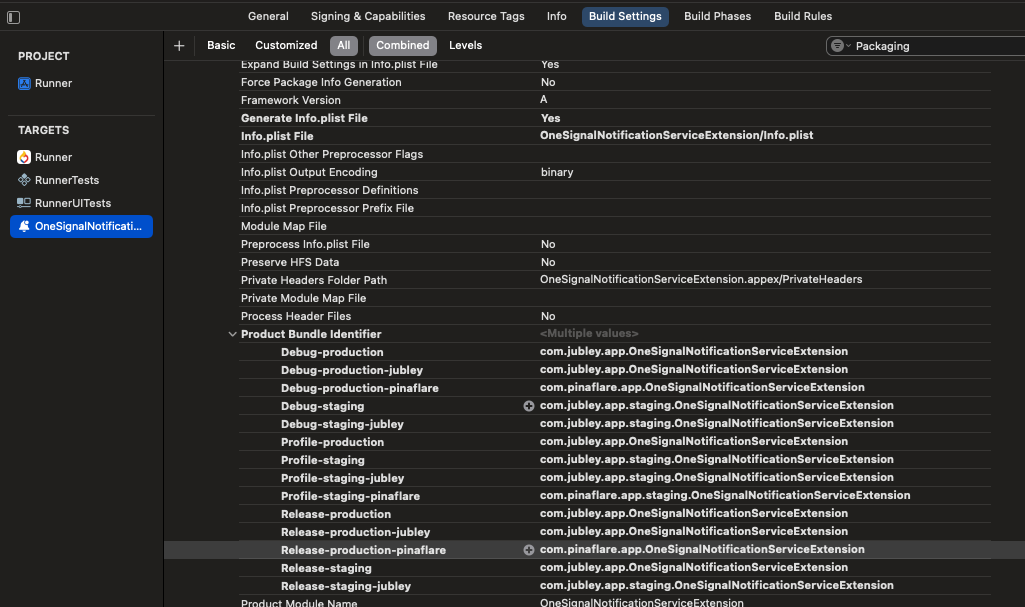 General Signing & Capabilities Resource Tags Info Build Settings Build Phases Build Rules
PROJECT
Runner
TARGETS
Runner
RunnerTests
RunnerUITests
OneSignalNotificati...
+ Basic Customized All Combined Levels Packaging
Expand Build Settings in Info.plist File Yes
Force Package Info Generation No
Framework Version A
Generate Info.plist File Yes
Info.plist File OneSignalNotificationServiceExtension/Info.plist
Info.plist Other Preprocessor Flags
Info.plist Output Encoding binary
Info.plist Preprocessor Definitions
Info.plist Preprocessor Prefix File
Module Map File
Preprocess Info.plist File No
Preserve HFS Data No
Private Headers Folder Path OneSignalNotificationServiceExtension.appex/PrivateHeaders
Private Module Map File
Process Header Files No
Product Bundle Identifier <Multiple values>
Debug-production com.jubley.app.OneSignalNotificationServiceExtension
Debug-production-jubley com.jubley.app.OneSignalNotificationServiceExtension
Debug-production-pinaflare com.pinaflare.app.OneSignalNotificationServiceExtension
Debug-staging com.jubley.app.staging.OneSignalNotificationServiceExtension
Debug-staging-jubley com.jubley.app.staging.OneSignalNotificationServiceExtension
Profile-production com.jubley.app.OneSignalNotificationServiceExtension
Profile-staging com.jubley.app.staging.OneSignalNotificationServiceExtension
Profile-staging-jubley com.jubley.app.staging.OneSignalNotificationServiceExtension
Profile-staging-pinaflare com.pinaflare.app.staging.OneSignalNotificationServiceExtension
Release-production com.jubley.app.OneSignalNotificationServiceExtension
Release-production-jubley com.jubley.app.OneSignalNotificationServiceExtension
Release-production-pinaflare com.pinaflare.app.OneSignalNotificationServiceExtension
Release-staging com.jubley.app.OneSignalNotificationServiceExtension
Release-staging-jubley com.jubley.app.staging.OneSignalNotificationServiceExtension
Product Module Name OneSignalNotificationServiceExtension